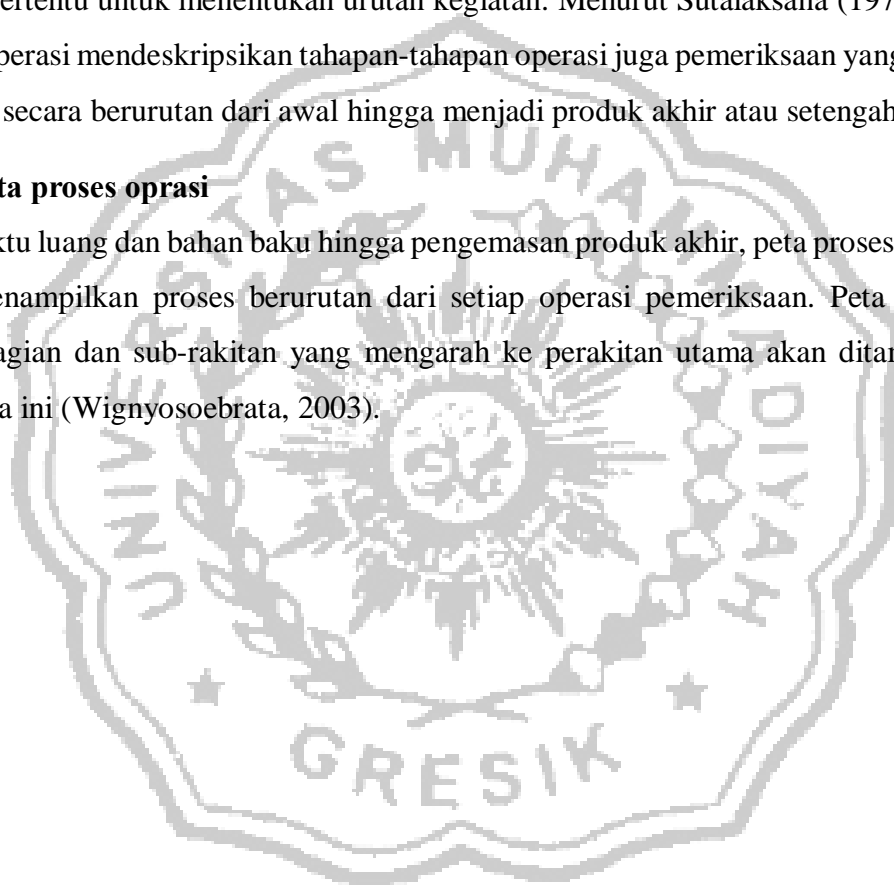 ertentu untuk menentukan urutan kegiatan. Menurut Sutalaksana (197
perasi mendeskripsikan tahapan-tahapan operasi juga pemeriksaan yang
secara berurutan dari awal hingga menjadi produk akhir atau setengah
ta proses oprasi
ktu luang dan bahan baku hingga pengemasan produk akhir, peta proses
enampilkan proses berurutan dari setiap operasi pemeriksaan. Peta
agian dan sub-rakitan yang mengarah ke perakitan utama akan ditam
a ini (Wignyosoebrata, 2003).
UNIVERSITAS MUHAMMADIYAH
GRESIK